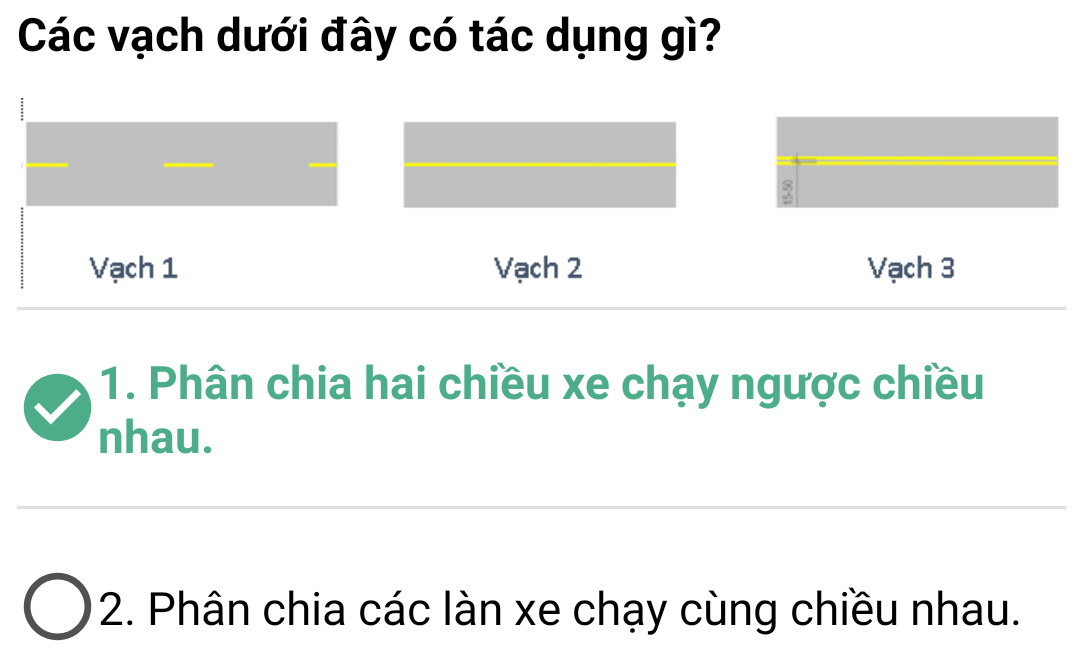 Các vạch dưới đây có tác dụng gì?
15-50
Vạch 1
Vạch 2
Vạch 3
1. Phân chia hai chiều xe chạy ngược chiều
nhau.
2. Phân chia các làn xe chạy cùng chiều nhau.